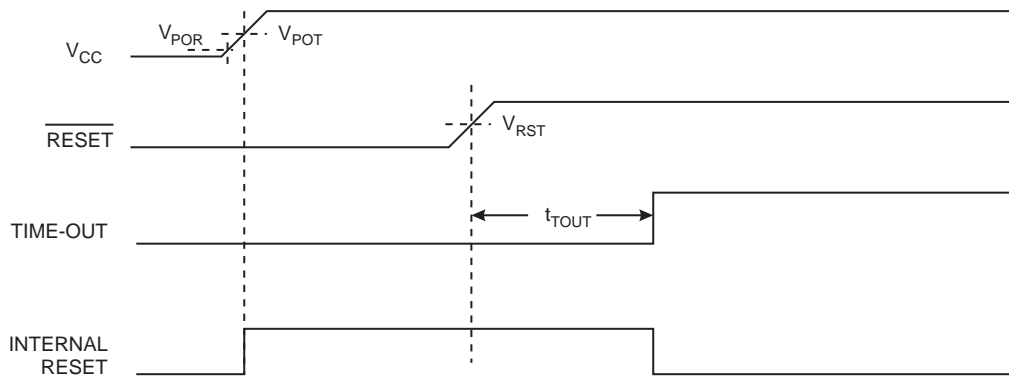 V_POR
V_POT
V_CC
V_RST
RESET
t_TOUT
TIME-OUT
INTERNAL
RESET